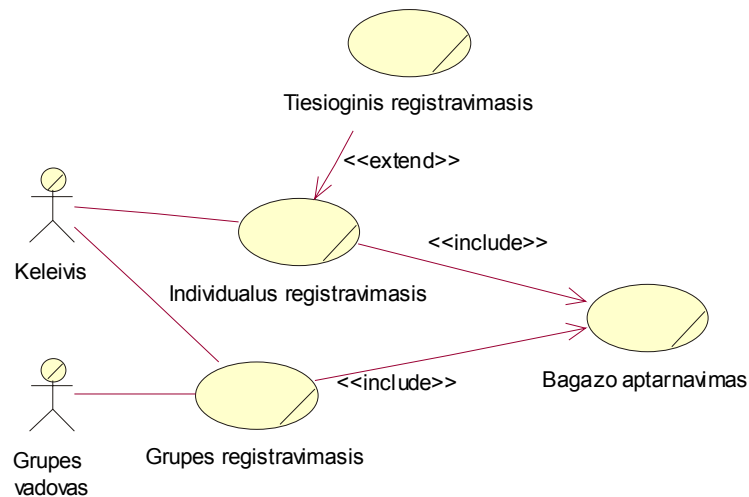 Tiesioginis registravimasis
<<extend>>
<<include>>
Keleivis
Individualus registravimasis
<<include>>
Bagazo aptarnavimas
Grupes registravimasis
Grupes
vadovas